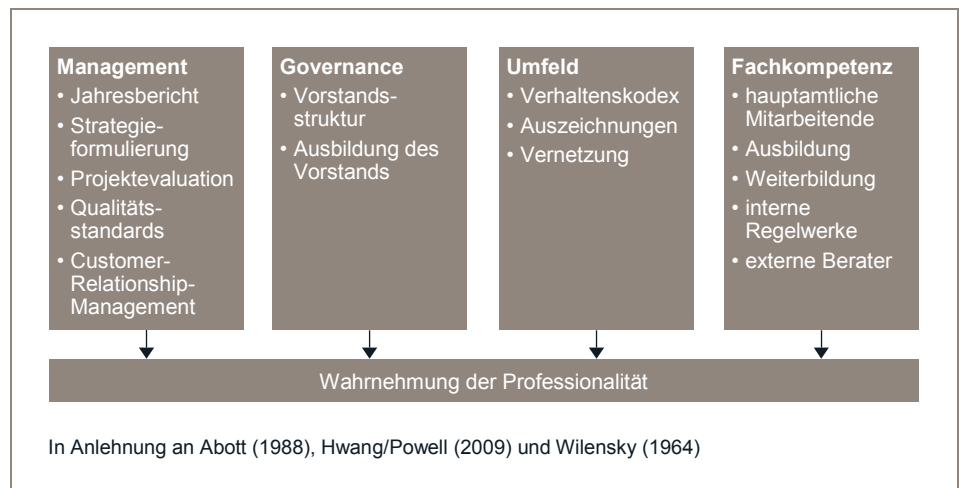 Management
• Jahresbericht
• Strategie-
formulierung
• Projektevaluation
• Qualitäts-
standards
• Customer-
Relationship-
Management
Governance
• Vorstands-
struktur
• Ausbildung des
Vorstands
Umfeld
• Verhaltenskodex
• Auszeichnungen
• Vernetzung
Fachkompetenz
• hauptamtliche
Mitarbeitende
• Ausbildung
• Weiterbildung
• interne
Regelwerke
• externe Berater
Wahrnehmung der Professionalität
In Anlehnung an Abott (1988), Hwang/Powell (2009) und Wilensky (1964)